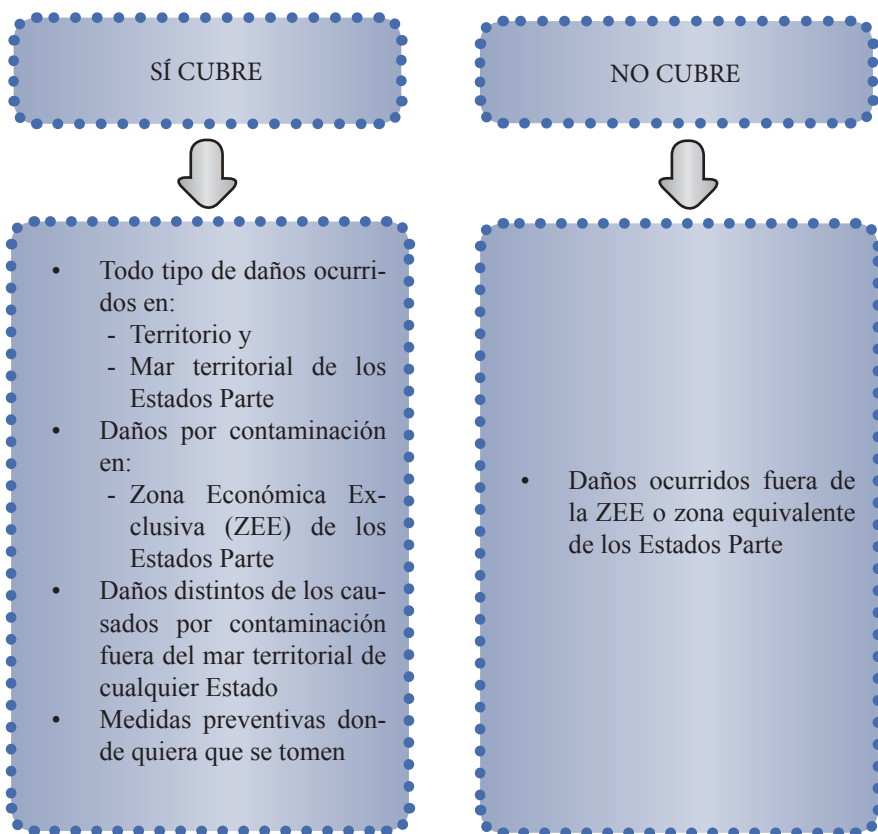 SÍ CUBRE
• Todo tipo de daños ocurri-
dos en:
- Territorio y
- Mar territorial de los
Estados Parte
• Daños por contaminación
en:
- Zona Económica Ex-
clusiva (ZEE) de los
Estados Parte
• Daños distintos de los cau-
sados por contaminación
fuera del mar territorial de
cualquier Estado
• Medidas preventivas don-
de quiera que se tomen
NO CUBRE
• Daños ocurridos fuera de
la ZEE o zona equivalente
de los Estados Parte